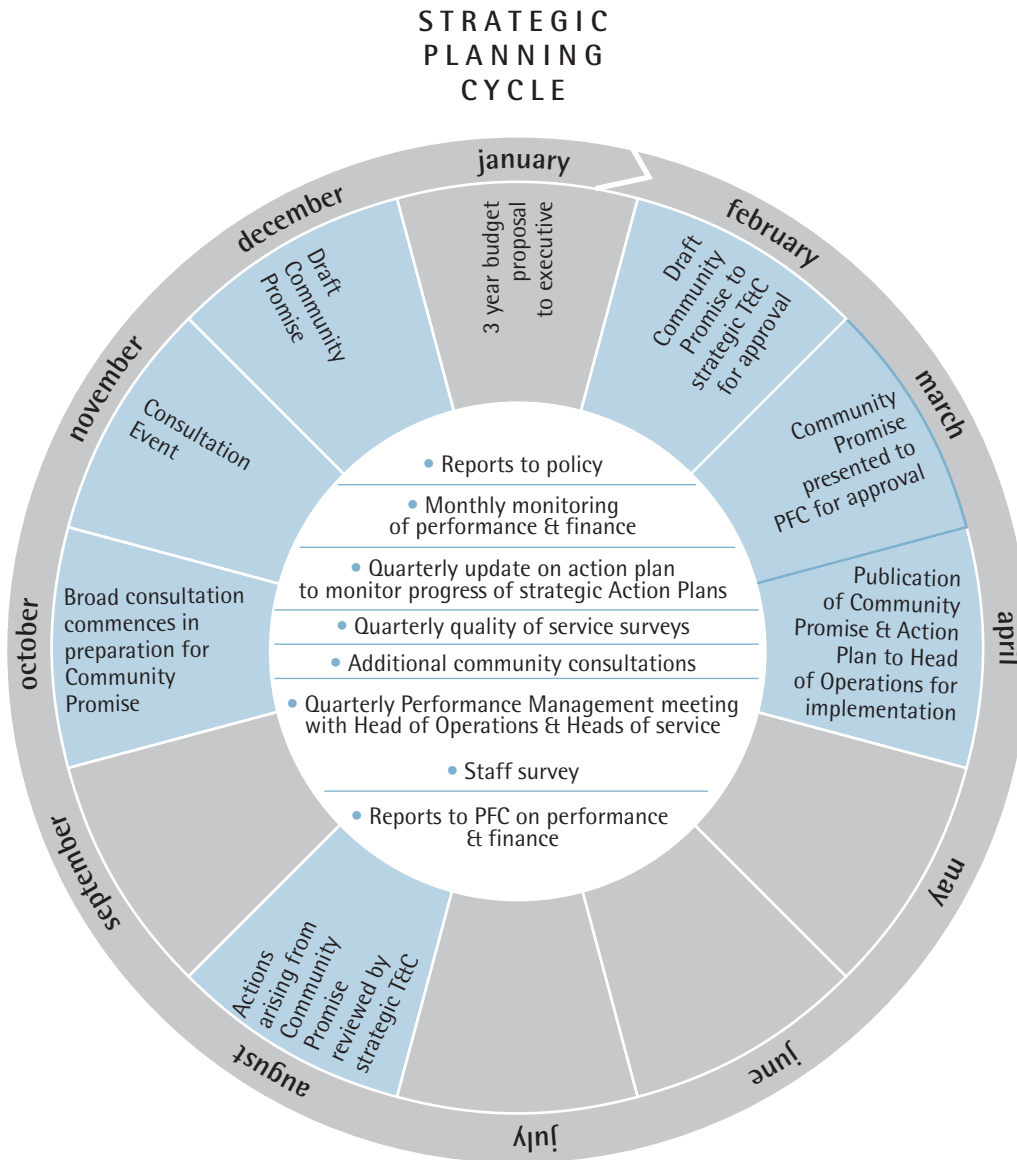 STRATEGIC
PLANNING
CYCLE
january
3 year budget
proposal
to executive
february
Draft
Community
Promise to
strategic T&C
for approval
march
Community
Promise
presented to
PFC for approval
april
Publication
of Community
Promise & Action
Plan to Head
of Operations for
implementation
may
june
july
august
Actions
arising from
Community
Promise
reviewed by
strategic T&C
september
october
Broad consultation
commences in
preparation for
Community
Promise
november
Consultation
Event
december
Draft
Community
Promise
• Reports to policy
• Monthly monitoring
of performance & finance
• Quarterly update on action plan
to monitor progress of strategic Action Plans
• Quarterly quality of service surveys
• Additional community consultations
• Quarterly Performance Management meeting
with Head of Operations & Heads of service
• Staff survey
• Reports to PFC on performance
& finance